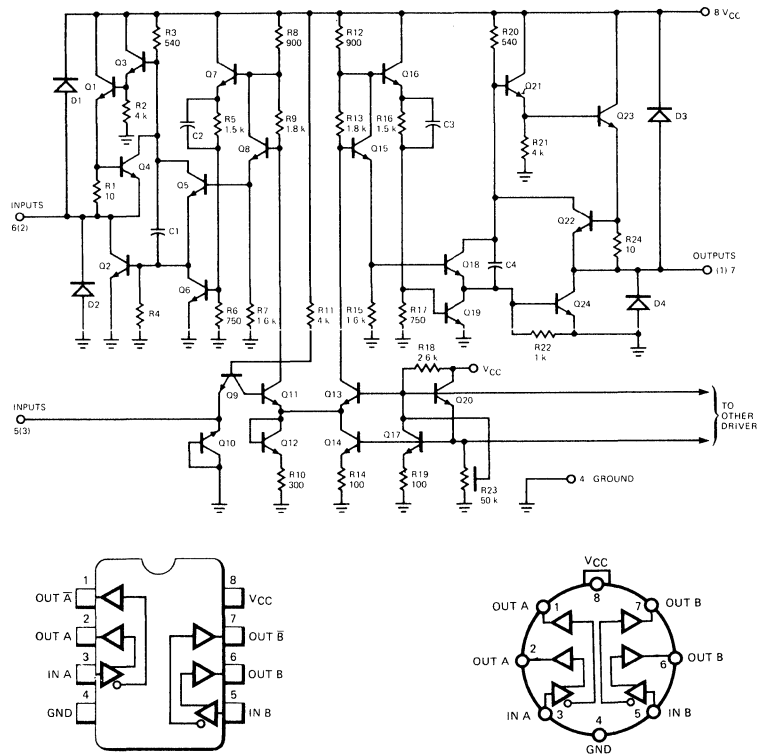 8 VCC
R3
540
Q3
Q1
R2
4 k
D1
Q4
R1
10
INPUTS
6(2)
Q2
D2
R4
C1
Q7
C2
R5
1.5 k
Q5
Q6
R6
750
R8
900
R9
1.8 k
Q8
R7
1.6 k
R11
4 k
R12
900
R13
1.8 k
Q15
Q16
R16
1.5 k
C3
R15
1.6 k
R17
750
Q18
Q19
C4
R20
540
Q21
R21
4 k
Q23
D3
Q22
R24
10
OUTPUTS
(1) 7
Q24
D4
R22
1 k
INPUTS
5(3)
Q9
Q10
Q11
Q12
R10
300
Q13
Q14
R14
100
R18
2.6 k
VCC
Q20
Q17
R19
100
R23
50 k
4 GROUND
TO
OTHER
DRIVER
1
OUT A̅
2
OUT A
3
IN A
4
GND
8
VCC
7
OUT B̅
6
OUT B
5
IN B
VCC
8
OUT A
1
7
OUT B
OUT A
2
6
OUT B
IN A
3
4
5
IN B
GND